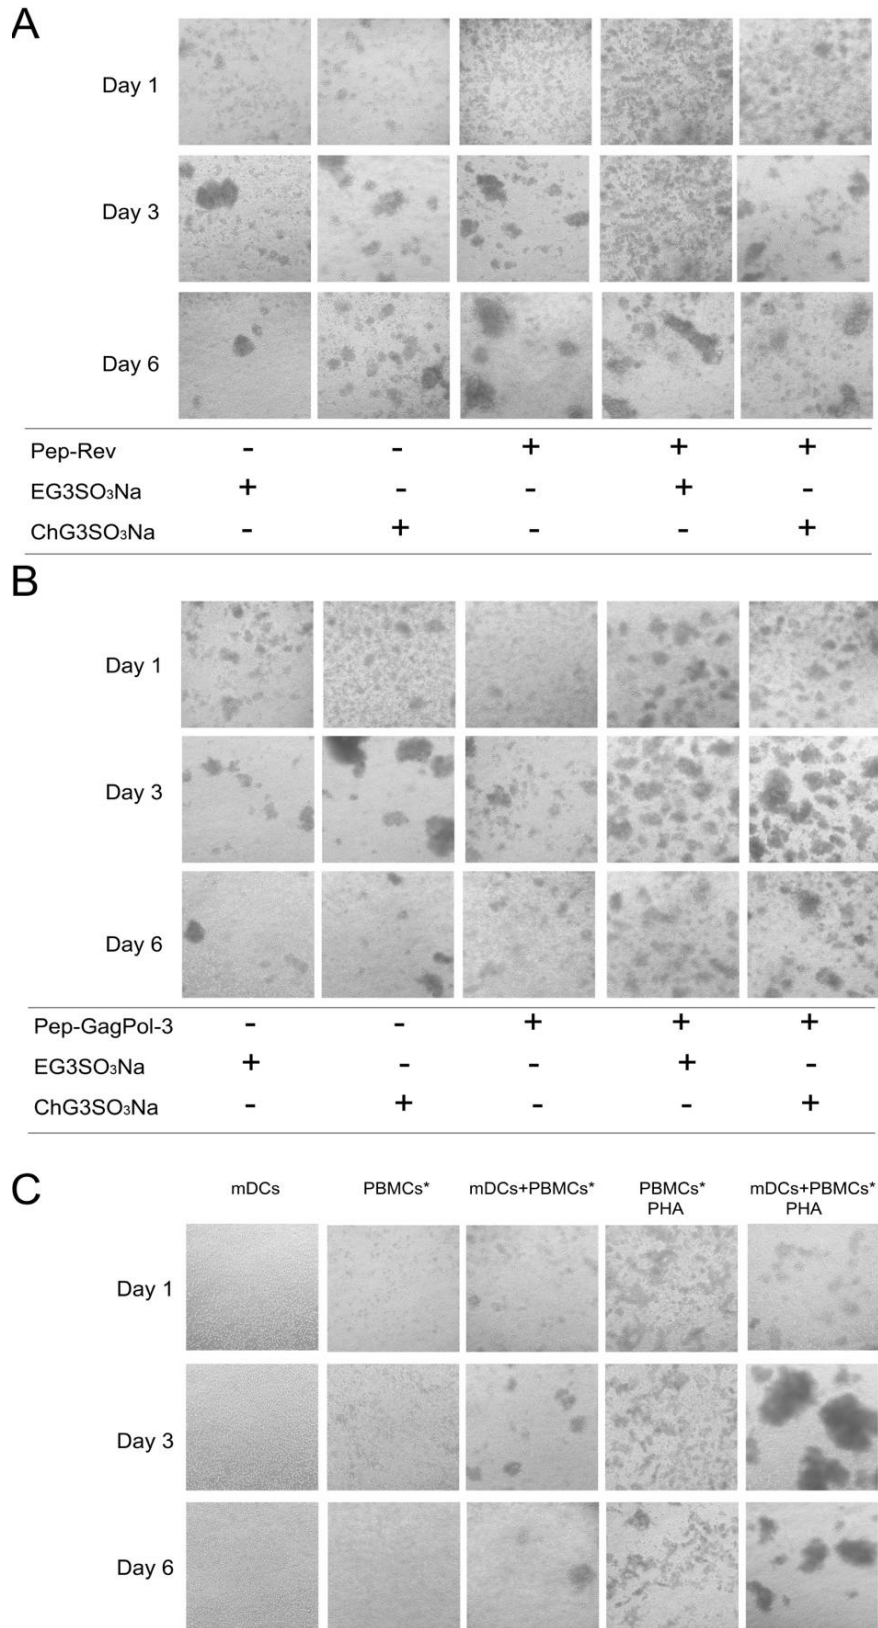 A
Day 1
Day 3
Day 6
Pep-Rev - - + + +
EG3SO₃Na + - - + -
ChG3SO₃Na - + - - +
B
Day 1
Day 3
Day 6
Pep-GagPol-3 - - + + +
EG3SO₃Na + - - + -
ChG3SO₃Na - + - - +
C
mDCs PBMCs* mDCs+PBMCs* PBMCs* mDCs+PBMCs*
PHA PHA
Day 1
Day 3
Day 6